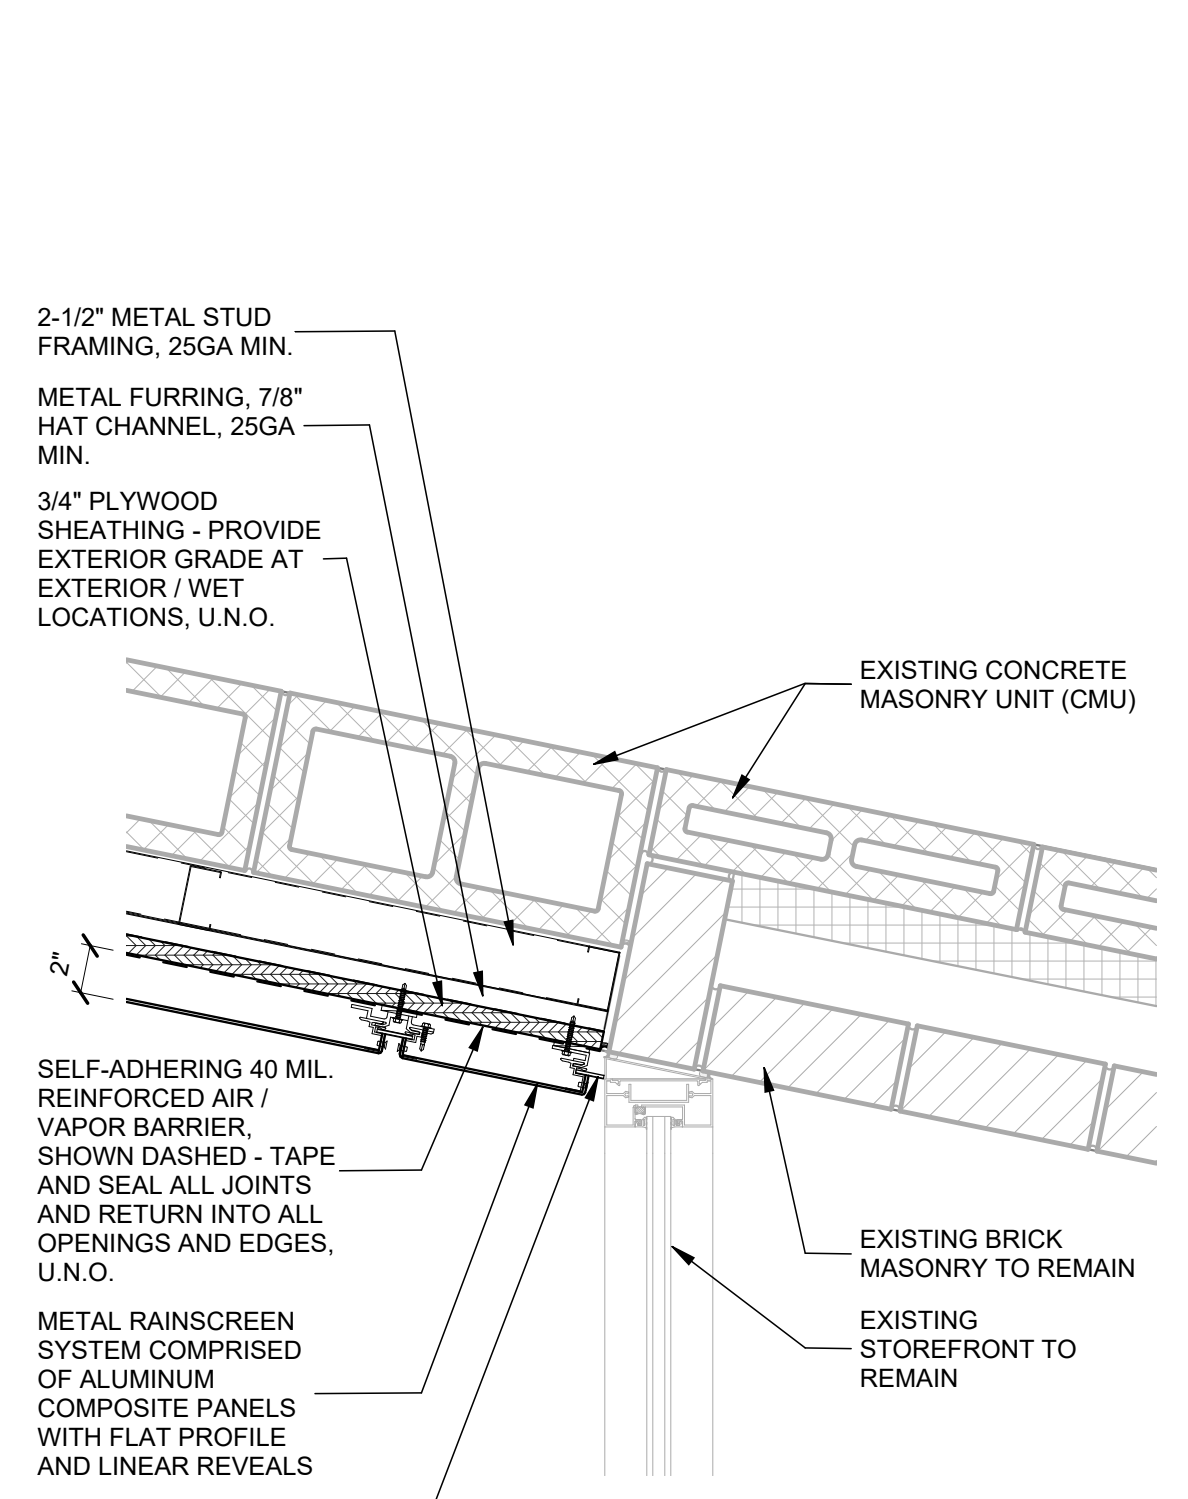 2-1/2" METAL STUD
FRAMING, 25GA MIN.
METAL FURRING, 7/8"
HAT CHANNEL, 25GA
MIN.
3/4" PLYWOOD
SHEATHING - PROVIDE
EXTERIOR GRADE AT
EXTERIOR / WET
LOCATIONS, U.N.O.
EXISTING CONCRETE
MASONRY UNIT (CMU)
2"
SELF-ADHERING 40 MIL.
REINFORCED AIR /
VAPOR BARRIER,
SHOWN DASHED - TAPE
AND SEAL ALL JOINTS
AND RETURN INTO ALL
OPENINGS AND EDGES,
U.N.O.
METAL RAINSCREEN
SYSTEM COMPRISED
OF ALUMINUM
COMPOSITE PANELS
WITH FLAT PROFILE
AND LINEAR REVEALS
EXISTING BRICK
MASONRY TO REMAIN
EXISTING
STOREFRONT TO
REMAIN